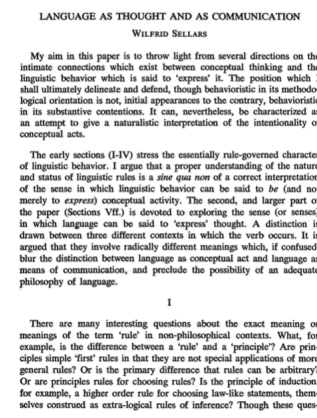 LANGUAGE AS THOUGHT AND AS COMMUNICATION
WILFRID SELLARS
My aim in this paper is to throw light from several directions on the
intimate connections which exist between conceptual thinking and the
linguistic behavior which is said to ‘express’ it. The position which I
shall ultimately delineate and defend, though behavioristic in its methodo
logical orientation is not, initial appearances to the contrary, behavioristi
in its substantive contentions. It can, nevertheless, be characterized a
an attempt to give a naturalistic interpretation of the intentionality o
conceptual acts.
The early sections (I-IV) stress the essentially rule-governed characte
of linguistic behavior. I argue that a proper understanding of the nature
and status of linguistic rules is a sine qua non of a correct interpretation
of the sense in which linguistic behavior can be said to be (and no
merely to express) conceptual activity. The second, and larger part o
the paper (Sections Vff.) is devoted to exploring the sense (or senses)
in which language can be said to ‘express’ thought. A distinction is
drawn between three different contexts in which the verb occurs. It is
argued that they involve radically different meanings which, if confused,
blur the distinction between language as conceptual act and language a
means of communication, and preclude the possibility of an adequate
philosophy of language.
I
There are many interesting questions about the exact meaning or
meanings of the term ‘rule’ in non-philosophical contexts. What, for
example, is the difference between a ‘rule’ and a ‘principle’? Are prin-
ciples simple ‘first’ rules in that they are not special applications of more
general rules? Or is the primary difference that rules can be arbitrary?
Or are principles rules for choosing rules? Is the principle of induction
for example, a higher order rule for choosing law-like statements, them-
selves construed as extra-logical rules of inference? Though these ques-